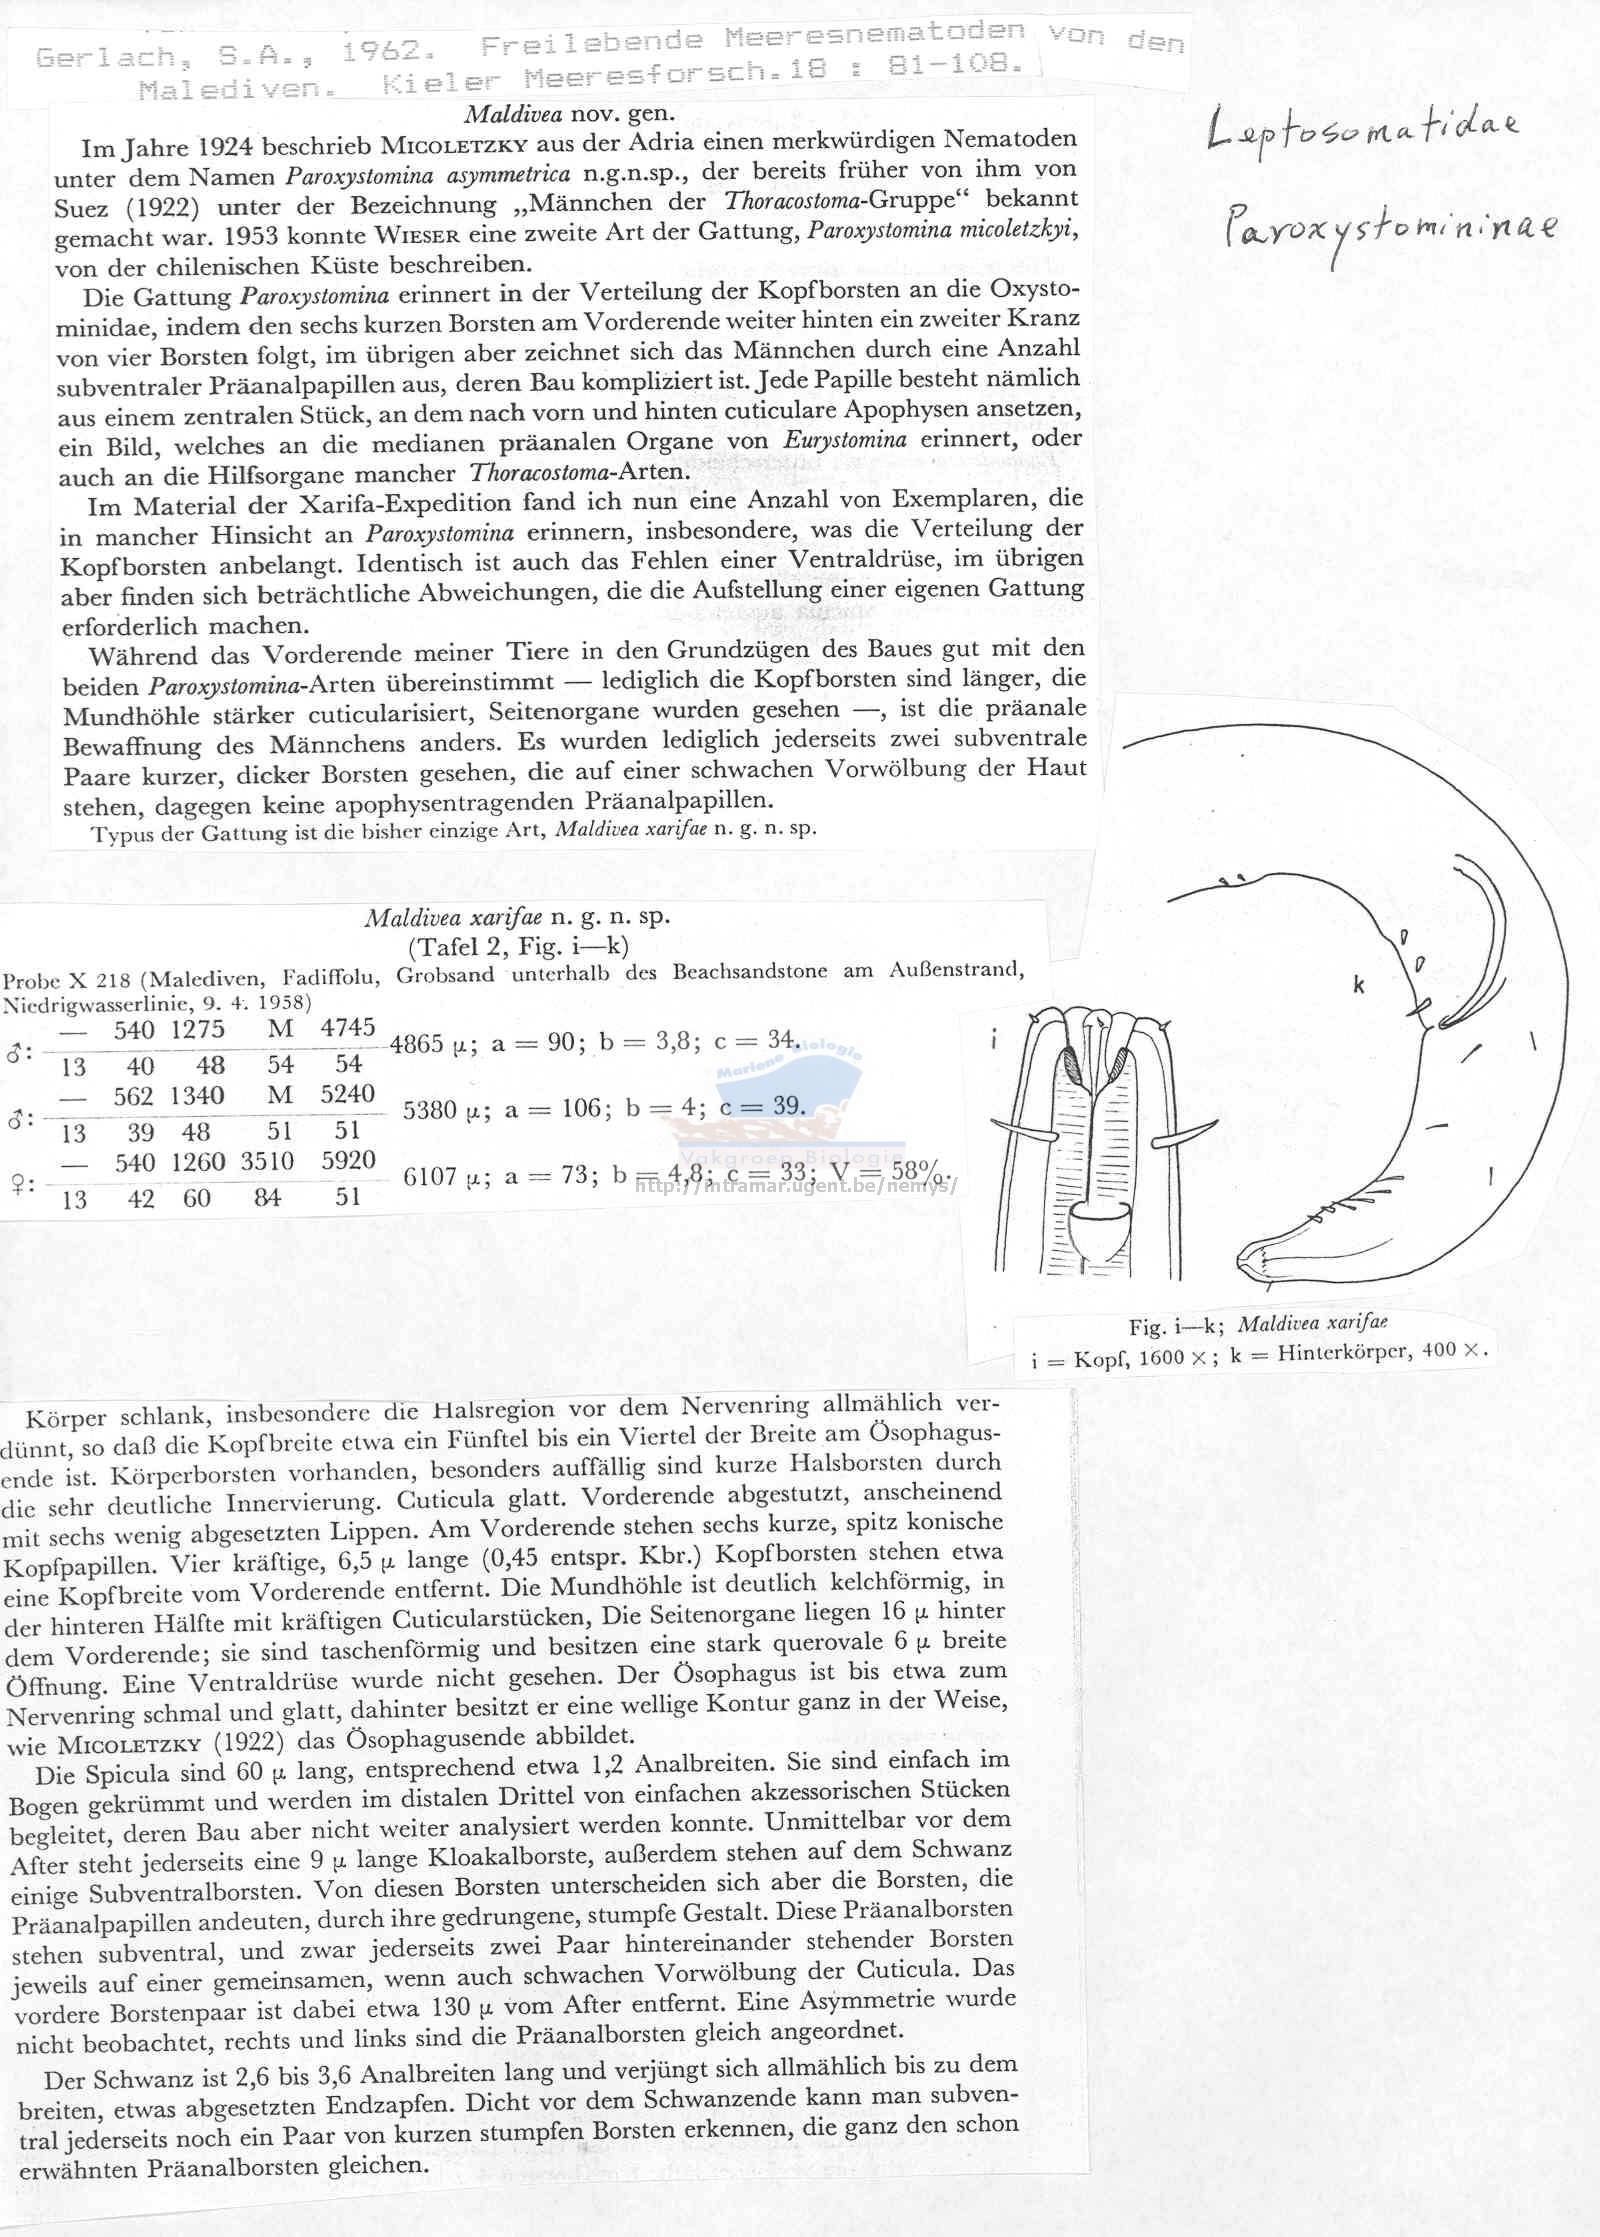 Gerlach, S.A., 1962. Freilebende Meeresnematoden von den
Malediven. Kieler Meeresforsch.18 : 81-108.
Leptosomatidae
Paroxystomininae
Maldivea nov. gen.
Im Jahre 1924 beschrieb MICOLETZKY aus der Adria einen merkwürdigen Nematoden
unter dem Namen Paroxystomina asymmetrica n.g.n.sp., der bereits früher von ihm von
Suez (1922) unter der Bezeichnung „Männchen der Thoracostoma-Gruppe“ bekannt
gemacht war. 1953 konnte WIESER eine zweite Art der Gattung, Paroxystomina micoletzkyi,
von der chilenischen Küste beschreiben.
Die Gattung Paroxystomina erinnert in der Verteilung der Kopfborsten an die Oxysto-
minidae, indem den sechs kurzen Borsten am Vorderende weiter hinten ein zweiter Kranz
von vier Borsten folgt, im übrigen aber zeichnet sich das Männchen durch eine Anzahl
subventraler Präanalpapillen aus, deren Bau kompliziert ist. Jede Papille besteht nämlich
aus einem zentralen Stück, an dem nach vorn und hinten cuticulare Apophysen ansetzen,
ein Bild, welches an die medianen präanalen Organe von Eurystomina erinnert, oder
auch an die Hilfsorgane mancher Thoracostoma-Arten.
Im Material der Xarifa-Expedition fand ich nun eine Anzahl von Exemplaren, die
in mancher Hinsicht an Paroxystomina erinnern, insbesondere, was die Verteilung der
Kopfborsten anbelangt. Identisch ist auch das Fehlen einer Ventraldrüse, im übrigen
aber finden sich beträchtliche Abweichungen, die die Aufstellung einer eigenen Gattung
erforderlich machen.
Während das Vorderende meiner Tiere in den Grundzügen des Baues gut mit den
beiden Paroxystomina-Arten übereinstimmt — lediglich die Kopfborsten sind länger, die
Mundhöhle stärker cuticularisiert, Seitenorgane wurden gesehen —, ist die präanale
Bewaffnung des Männchens anders. Es wurden lediglich jederseits zwei subventrale
Paare kurzer, dicker Borsten gesehen, die auf einer schwachen Vorwölbung der Haut
stehen, dagegen keine apophysentragenden Präanalpapillen.
Typus der Gattung ist die bisher einzige Art, Maldivea xarifae n. g. n. sp.
Maldivea xarifae n. g. n. sp.
(Tafel 2, Fig. i—k)
Probe X 218 (Malediven, Fadiffolu, Grobsand unterhalb des Beachsandstone am Außenstrand,
Niedrigwasserlinie, 9. 4. 1958)
— 540 1275 M 4745
♂: 4865 μ; a = 90; b = 3,8; c = 34.
13 40 48 54 54
— 562 1340 M 5240
♂: 5380 μ; a = 106; b = 4; c = 39.
13 39 48 51 51
— 540 1260 3510 5920
♀: 6107 μ; a = 73; b = 4,8; c = 33; V = 58%.
13 42 60 84 51
Marine Biologie
Vakgroep Biologie
http://intramar.ugent.be/nemys/
i
k
Fig. i—k; Maldivea xarifae
i = Kopf, 1600 ×; k = Hinterkörper, 400 ×.
Körper schlank, insbesondere die Halsregion vor dem Nervenring allmählich ver-
dünnt, so daß die Kopfbreite etwa ein Fünftel bis ein Viertel der Breite am Ösophagus-
ende ist. Körperborsten vorhanden, besonders auffällig sind kurze Halsborsten durch
die sehr deutliche Innervierung. Cuticula glatt. Vorderende abgestutzt, anscheinend
mit sechs wenig abgesetzten Lippen. Am Vorderende stehen sechs kurze, spitz konische
Kopfpapillen. Vier kräftige, 6,5 μ lange (0,45 entspr. Kbr.) Kopfborsten stehen etwa
eine Kopfbreite vom Vorderende entfernt. Die Mundhöhle ist deutlich kelchförmig, in
der hinteren Hälfte mit kräftigen Cuticularstücken, Die Seitenorgane liegen 16 μ hinter
dem Vorderende; sie sind taschenförmig und besitzen eine stark querovale 6 μ breite
Öffnung. Eine Ventraldrüse wurde nicht gesehen. Der Ösophagus ist bis etwa zum
Nervenring schmal und glatt, dahinter besitzt er eine wellige Kontur ganz in der Weise,
wie MICOLETZKY (1922) das Ösophagusende abbildet.
Die Spicula sind 60 μ lang, entsprechend etwa 1,2 Analbreiten. Sie sind einfach im
Bogen gekrümmt und werden im distalen Drittel von einfachen akzessorischen Stücken
begleitet, deren Bau aber nicht weiter analysiert werden konnte. Unmittelbar vor dem
After steht jederseits eine 9 μ lange Kloakalborste, außerdem stehen auf dem Schwanz
einige Subventralborsten. Von diesen Borsten unterscheiden sich aber die Borsten, die
Präanalpapillen andeuten, durch ihre gedrungene, stumpfe Gestalt. Diese Präanalborsten
stehen subventral, und zwar jederseits zwei Paar hintereinander stehender Borsten
jeweils auf einer gemeinsamen, wenn auch schwachen Vorwölbung der Cuticula. Das
vordere Borstenpaar ist dabei etwa 130 μ vom After entfernt. Eine Asymmetrie wurde
nicht beobachtet, rechts und links sind die Präanalborsten gleich angeordnet.
Der Schwanz ist 2,6 bis 3,6 Analbreiten lang und verjüngt sich allmählich bis zu dem
breiten, etwas abgesetzten Endzapfen. Dicht vor dem Schwanzende kann man subven-
tral jederseits noch ein Paar von kurzen stumpfen Borsten erkennen, die ganz den schon
erwähnten Präanalborsten gleichen.